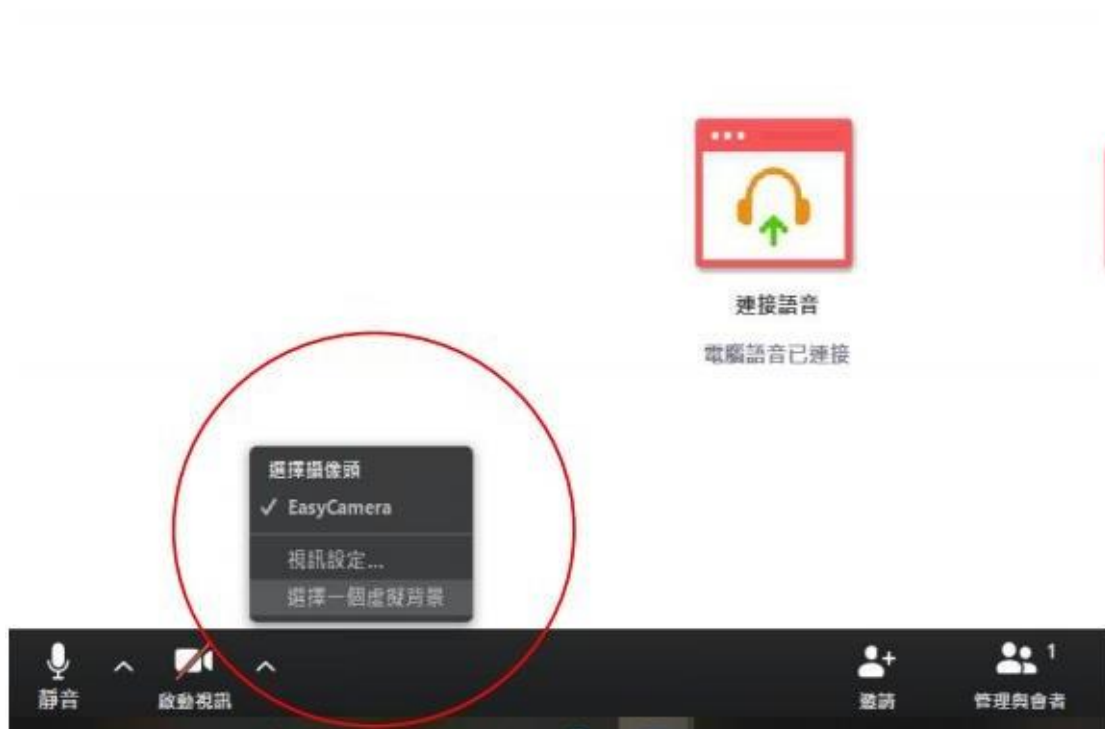 連接語音
電腦語音已連接
選擇攝像頭
EasyCamera
視訊設定...
選擇一個虛擬背景
靜音
啟動視訊
邀請
1
管理與會者